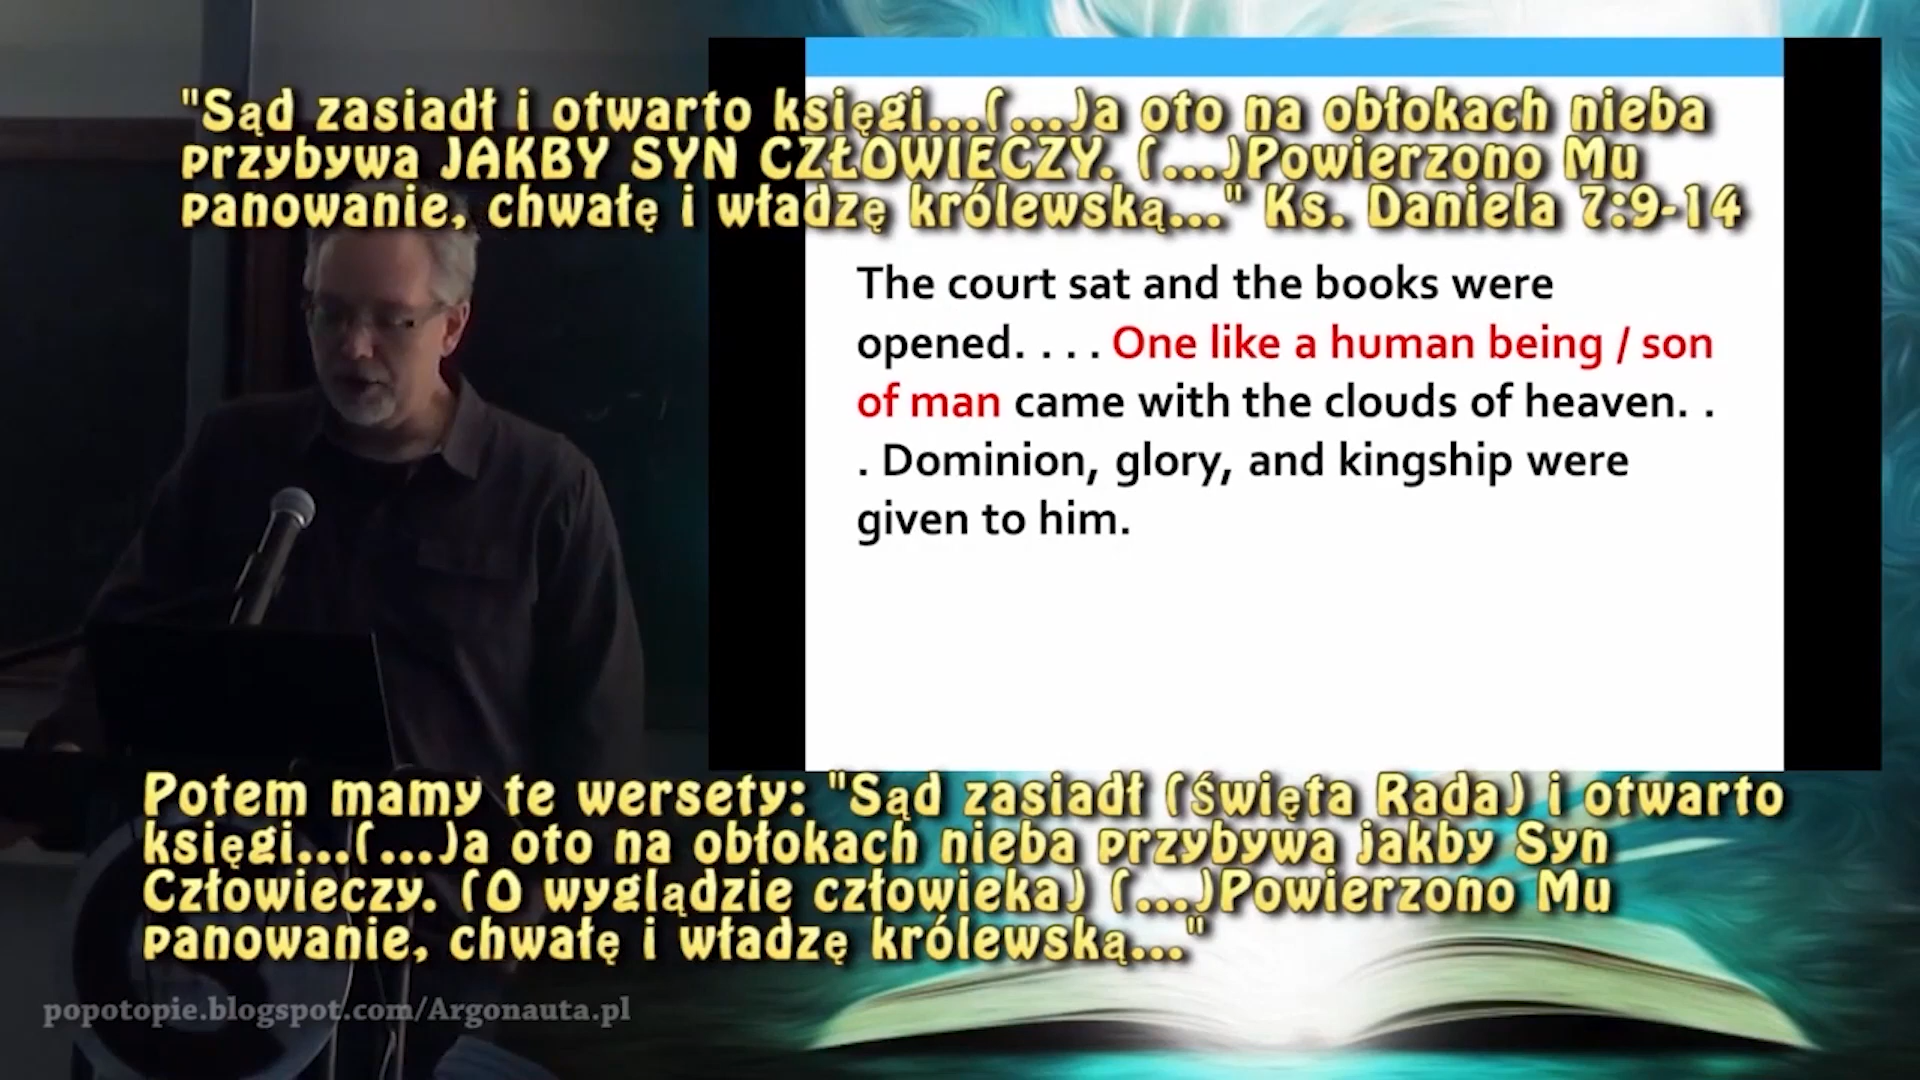 "Sąd zasiadł i otwarto księgi...(...)a oto na obłokach nieba
przybywa JAKBY SYN CZŁOWIECZY. (...)Powierzono Mu
panowanie, chwałę i władzę królewską..." Ks. Daniela 7:9-14
The court sat and the books were
opened. . . . One like a human being / son
of man came with the clouds of heaven. .
. Dominion, glory, and kingship were
given to him.
Potem mamy te wersety: "Sąd zasiadł (święta Rada) i otwarto
księgi...(...)a oto na obłokach nieba przybywa jakby Syn
Człowieczy. (O wyglądzie człowieka) (...)Powierzono Mu
panowanie, chwałę i władzę królewską..."
popotopie.blogspot.com/Argonauta.pl